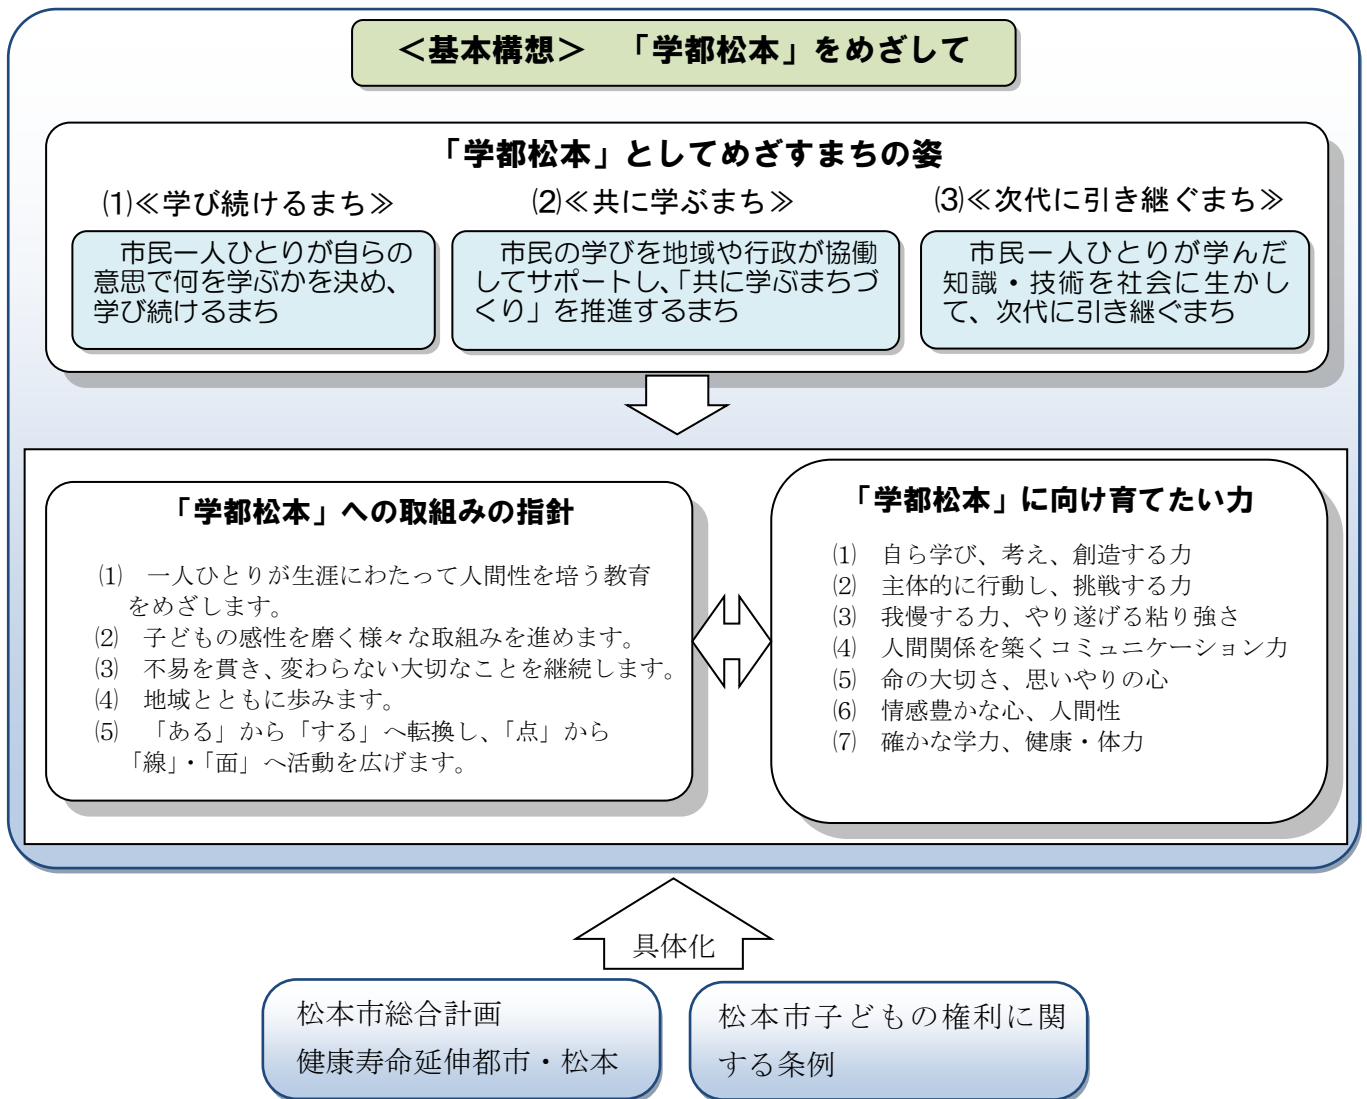 ＜基本構想＞　「学都松本」をめざして
「学都松本」としてめざすまちの姿
⑴≪学び続けるまち≫
市民一人ひとりが自らの
意思で何を学ぶかを決め、
学び続けるまち
⑵≪共に学ぶまち≫
市民の学びを地域や行政が協働
してサポートし、「共に学ぶまちづ
くり」を推進するまち
⑶≪次代に引き継ぐまち≫
市民一人ひとりが学んだ
知識・技術を社会に生かし
て、次代に引き継ぐまち
「学都松本」への取組みの指針
⑴　一人ひとりが生涯にわたって人間性を培う教育
をめざします。
⑵　子どもの感性を磨く様々な取組みを進めます。
⑶　不易を貫き、変わらない大切なことを継続します。
⑷　地域とともに歩みます。
⑸　「ある」から「する」へ転換し、「点」から
「線」・「面」へ活動を広げます。
「学都松本」に向け育てたい力
⑴　自ら学び、考え、創造する力
⑵　主体的に行動し、挑戦する力
⑶　我慢する力、やり遂げる粘り強さ
⑷　人間関係を築くコミュニケーション力
⑸　命の大切さ、思いやりの心
⑹　情感豊かな心、人間性
⑺　確かな学力、健康・体力
具体化
松本市総合計画
健康寿命延伸都市・松本
松本市子どもの権利に関
する条例